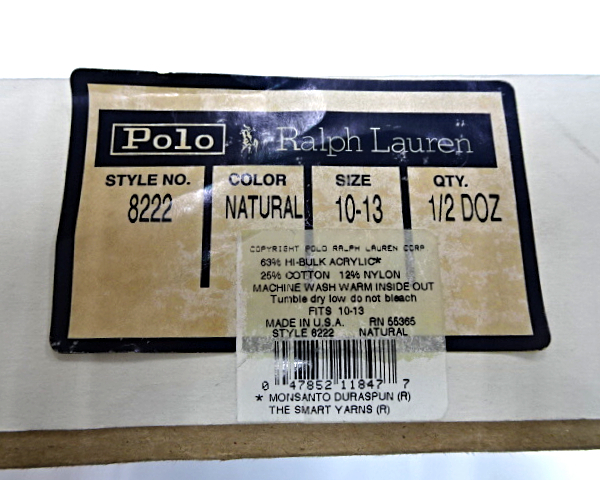 Polo Ralph Lauren
STYLE NO. COLOR SIZE QTY.
8222 NATURAL 10-13 1/2 DOZ
COPYRIGHT POLO RALPH LAUREN CORP
63% HI-BULK ACRYLIC*
25% COTTON 12% NYLON
MACHINE WASH WARM INSIDE OUT
Tumble dry low do not bleach
FITS 10-13
MADE IN U.S.A. RN 55365
STYLE 8222 NATURAL
0 47852 11847 7
* MONSANTO DURASPUN (R)
THE SMART YARNS (R)